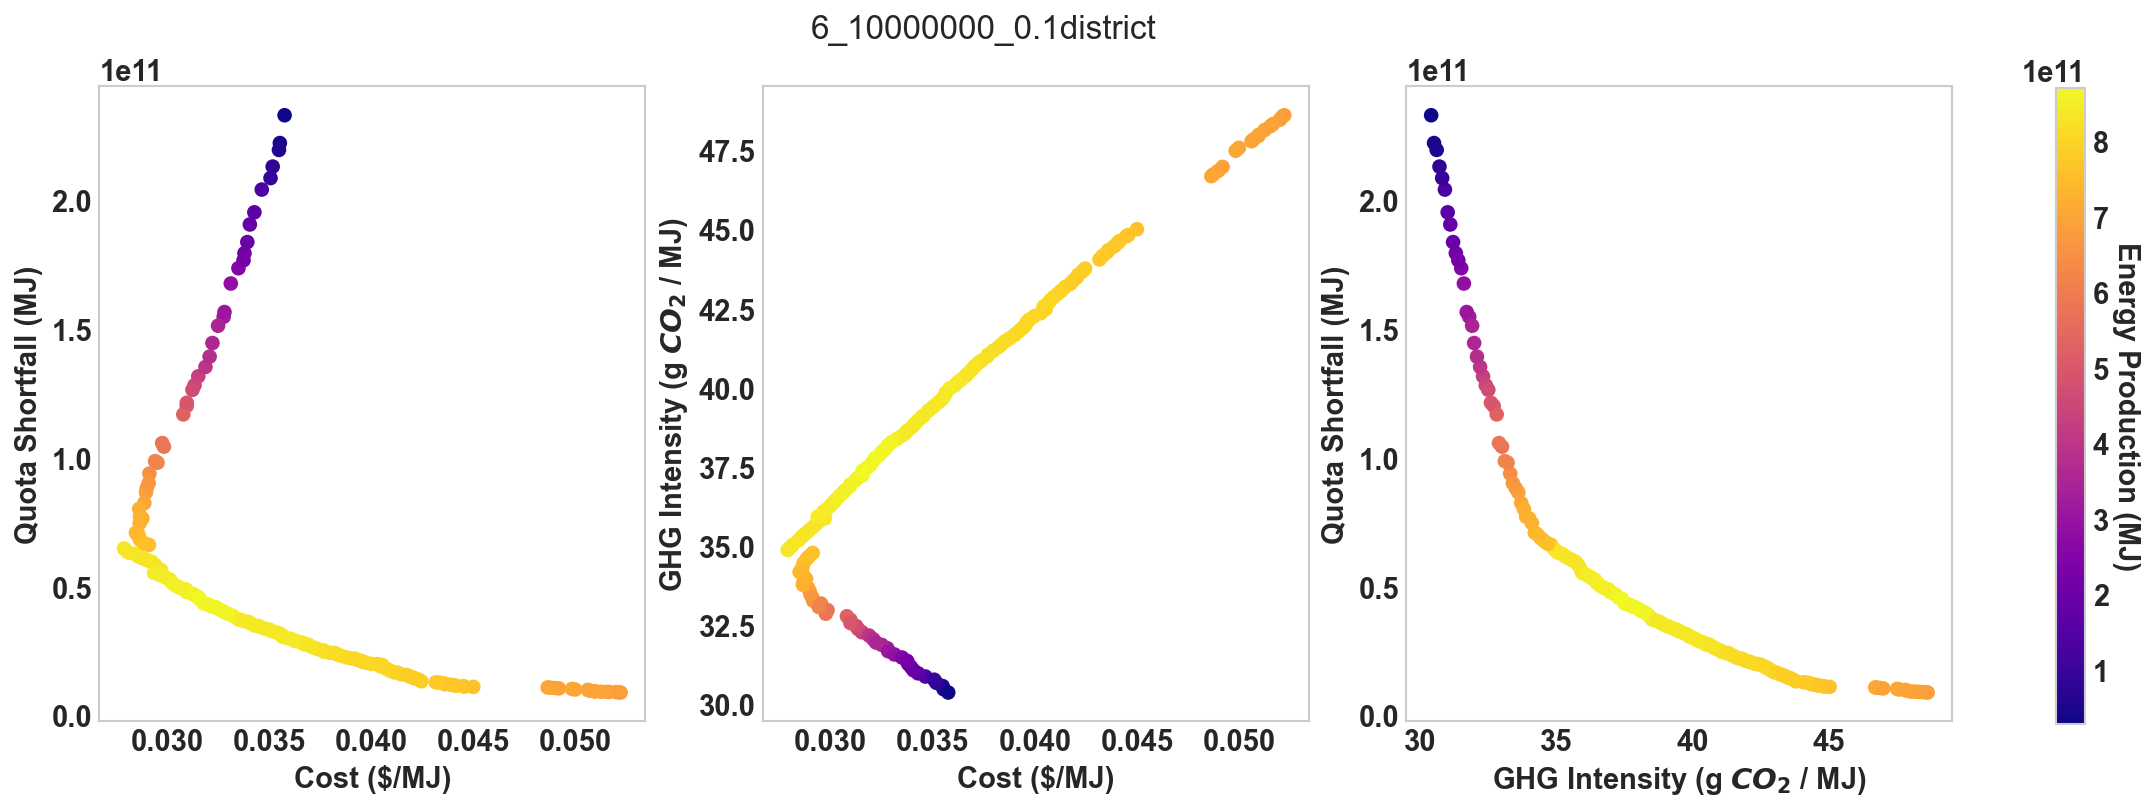 6_10000000_0.1district
1e11
2.0
1.5
1.0
0.5
0.0
Quota Shortfall (MJ)
0.030 0.035 0.040 0.045 0.050
Cost ($/MJ)
47.5
45.0
42.5
40.0
37.5
35.0
32.5
30.0
GHG Intensity (g CO₂ / MJ)
0.030 0.035 0.040 0.045 0.050
Cost ($/MJ)
1e11
2.0
1.5
1.0
0.5
0.0
Quota Shortfall (MJ)
30 35 40 45
GHG Intensity (g CO₂ / MJ)
1e11
8
7
6
5
4
3
2
1
Energy Production (MJ)